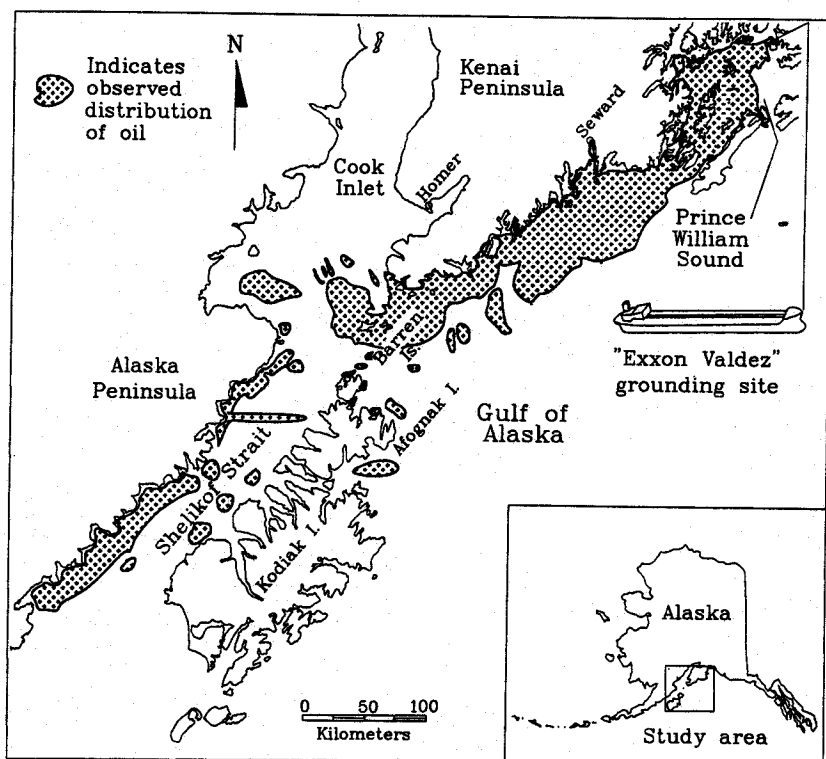 N
Indicates
observed
distribution
of oil
Kenai
Peninsula
Seward
Cook
Inlet
Homer
Prince
William
Sound
Barren
Is.
"Exxon Valdez"
grounding site
Alaska
Peninsula
Gulf of
Alaska
Afognak I.
Shelikof Strait
Kodiak I.
Alaska
0 50 100
Kilometers
Study area